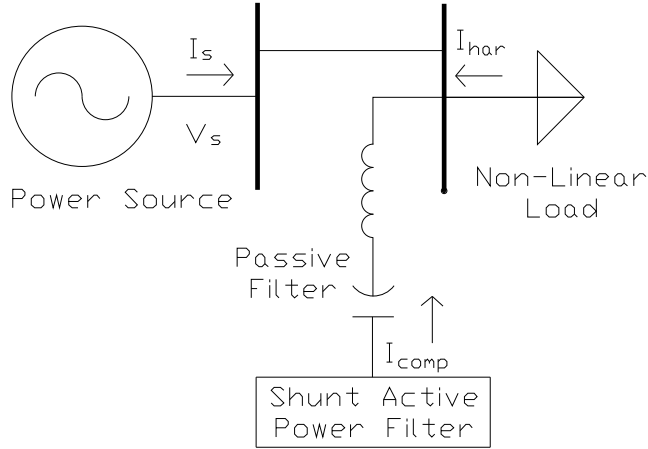 Is
Vs
Power Source
Ihar
Non-Linear
Load
Passive
Filter
Icomp
Shunt Active
Power Filter